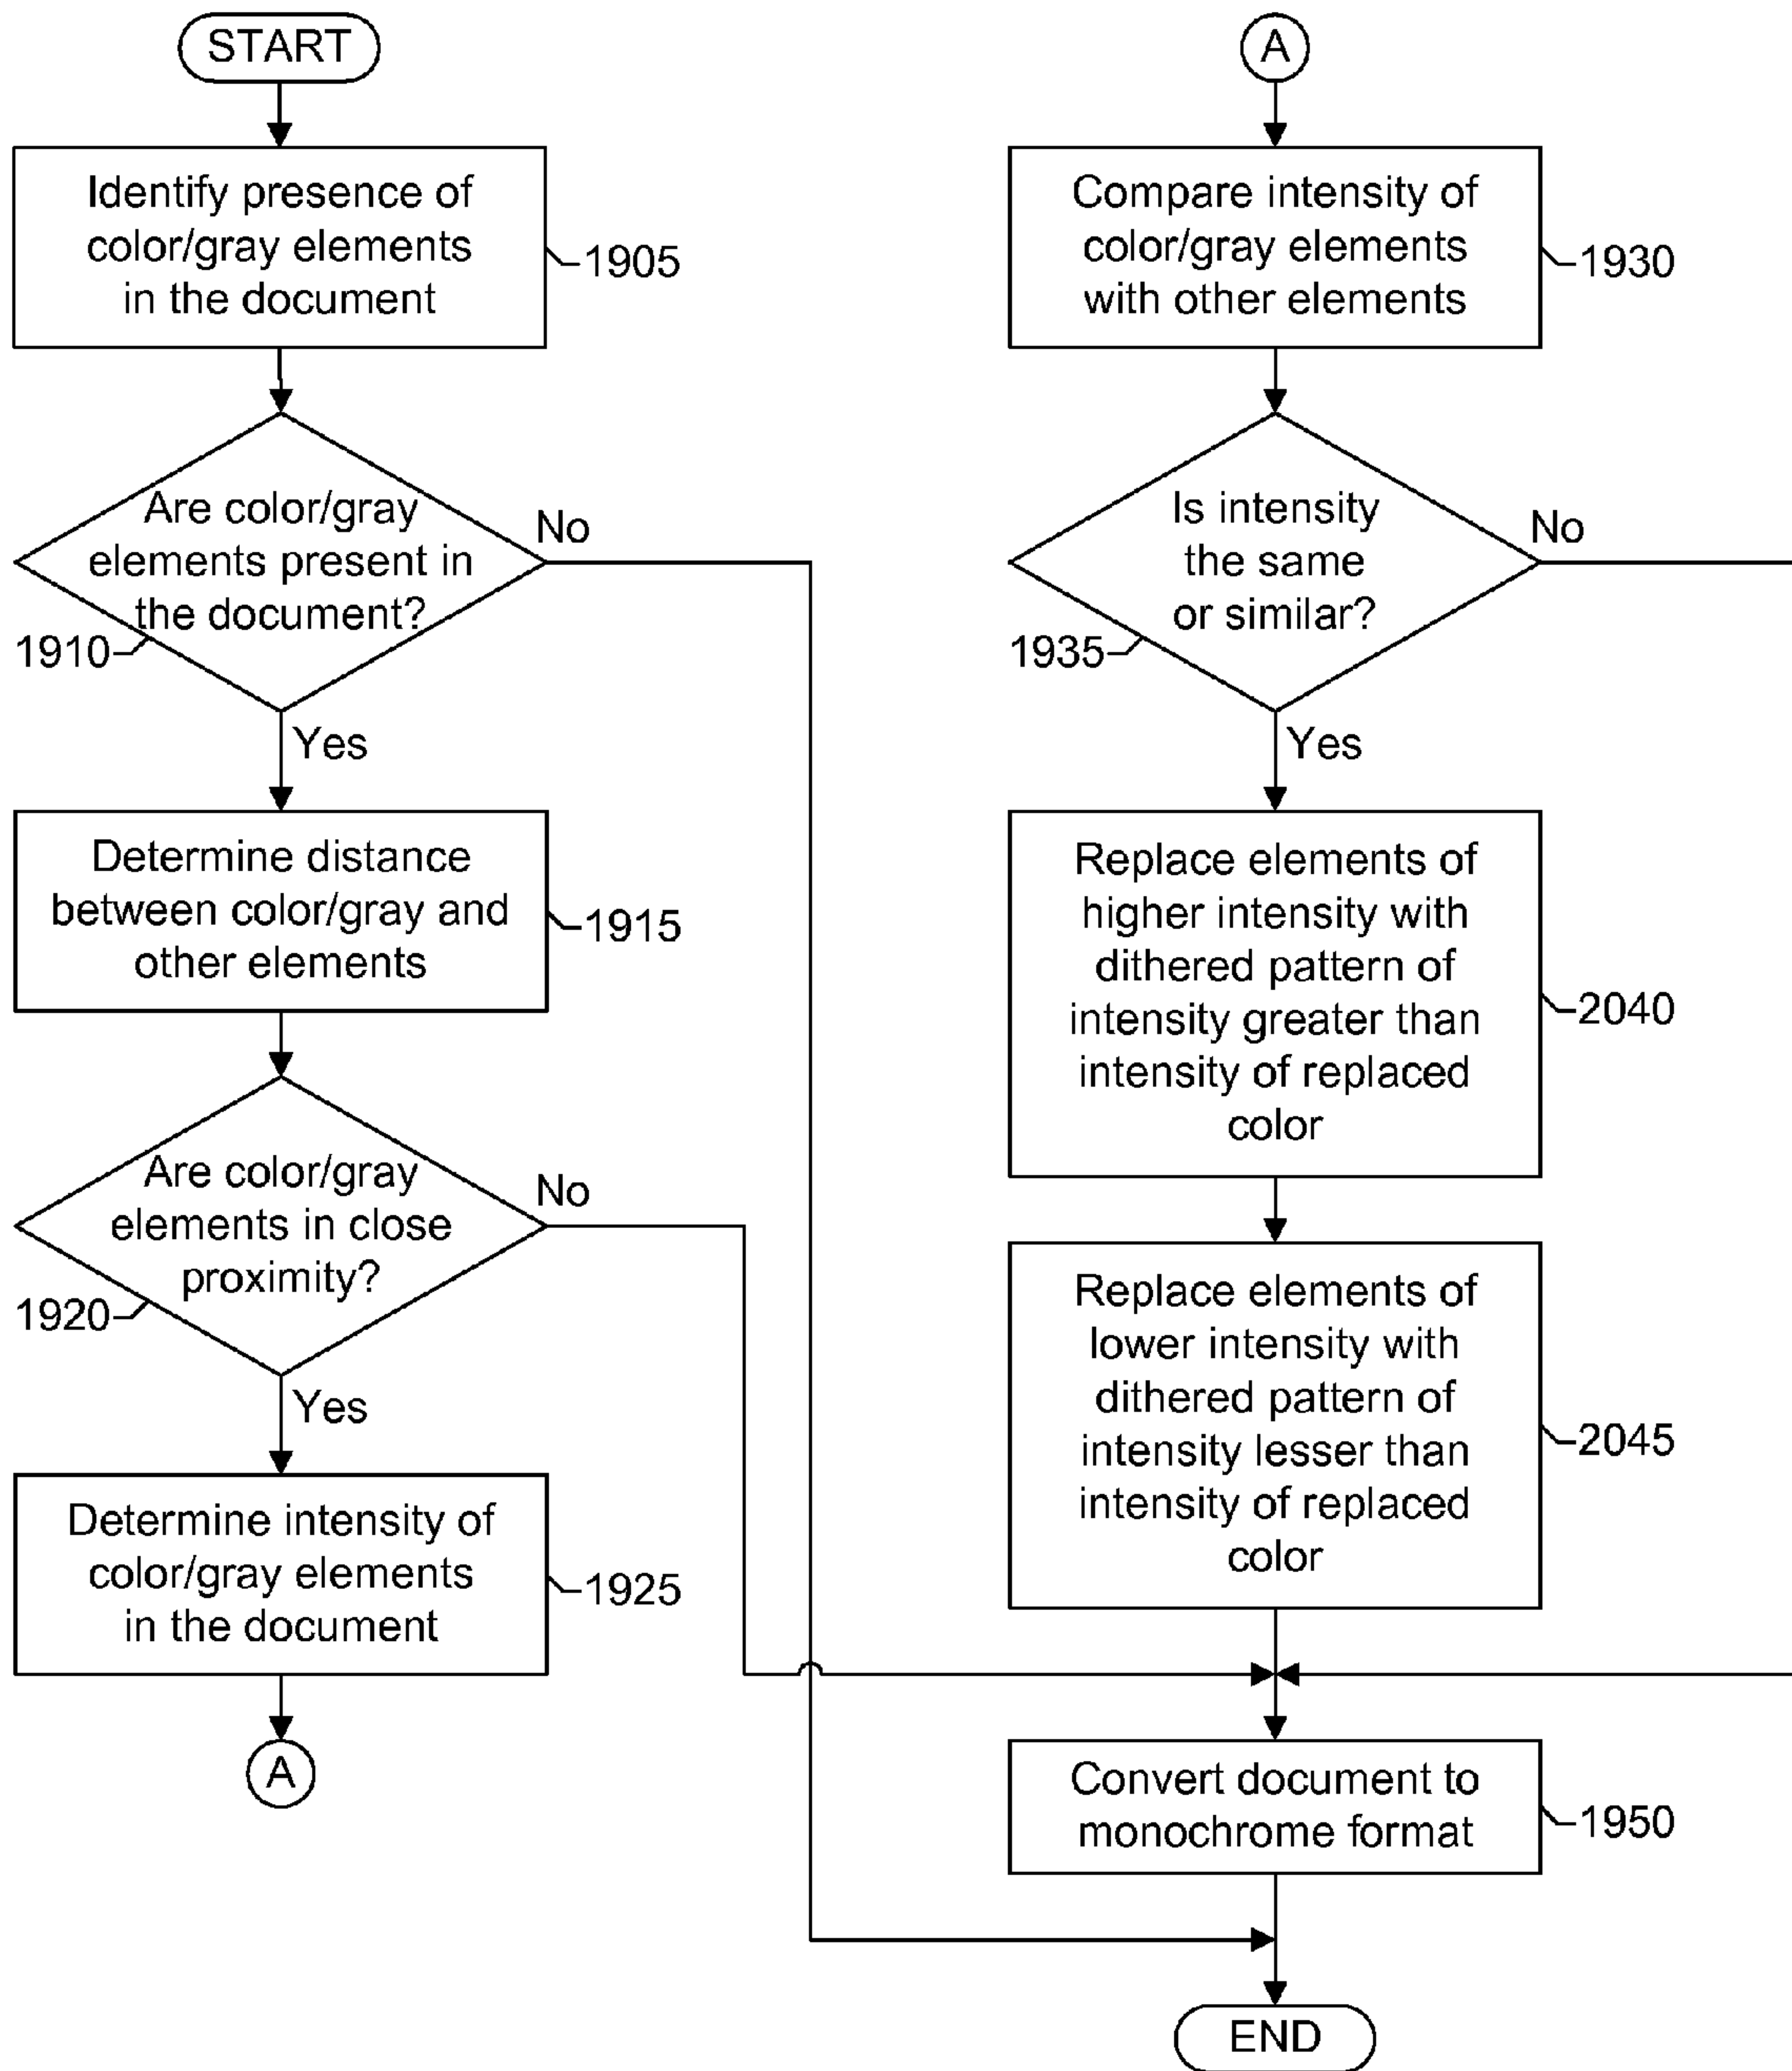 START
Identify presence of
color/gray elements
in the document
1905
Are color/gray
elements present in
the document?
No
1910
Yes
Determine distance
between color/gray and
other elements
1915
Are color/gray
elements in close
proximity?
No
1920
Yes
Determine intensity of
color/gray elements
in the document
1925
A
A
Compare intensity of
color/gray elements
with other elements
1930
Is intensity
the same
or similar?
No
1935
Yes
Replace elements of
higher intensity with
dithered pattern of
intensity greater than
intensity of replaced
color
2040
Replace elements of
lower intensity with
dithered pattern of
intensity lesser than
intensity of replaced
color
2045
Convert document to
monochrome format
1950
END